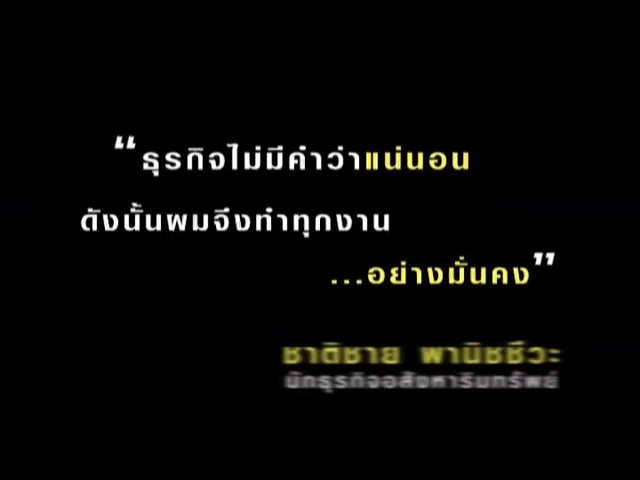 “ธุรกิจไม่มีคำว่าแน่นอน
ดังนั้นผมจึงทำทุกงาน
...อย่างมั่นคง”
ชาติชาย พานิชชีวะ
นักธุรกิจอสังหาริมทรัพย์